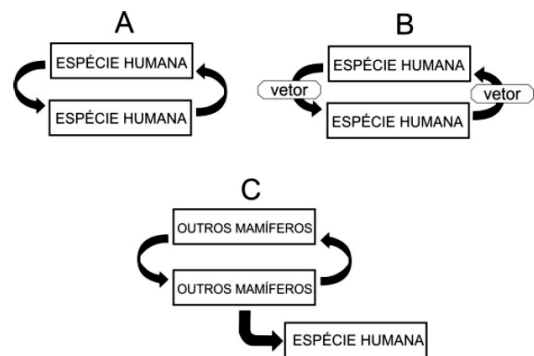 A
ESPÉCIE HUMANA
ESPÉCIE HUMANA
B
ESPÉCIE HUMANA
vetor
vetor
ESPÉCIE HUMANA
C
OUTROS MAMÍFEROS
OUTROS MAMÍFEROS
ESPÉCIE HUMANA